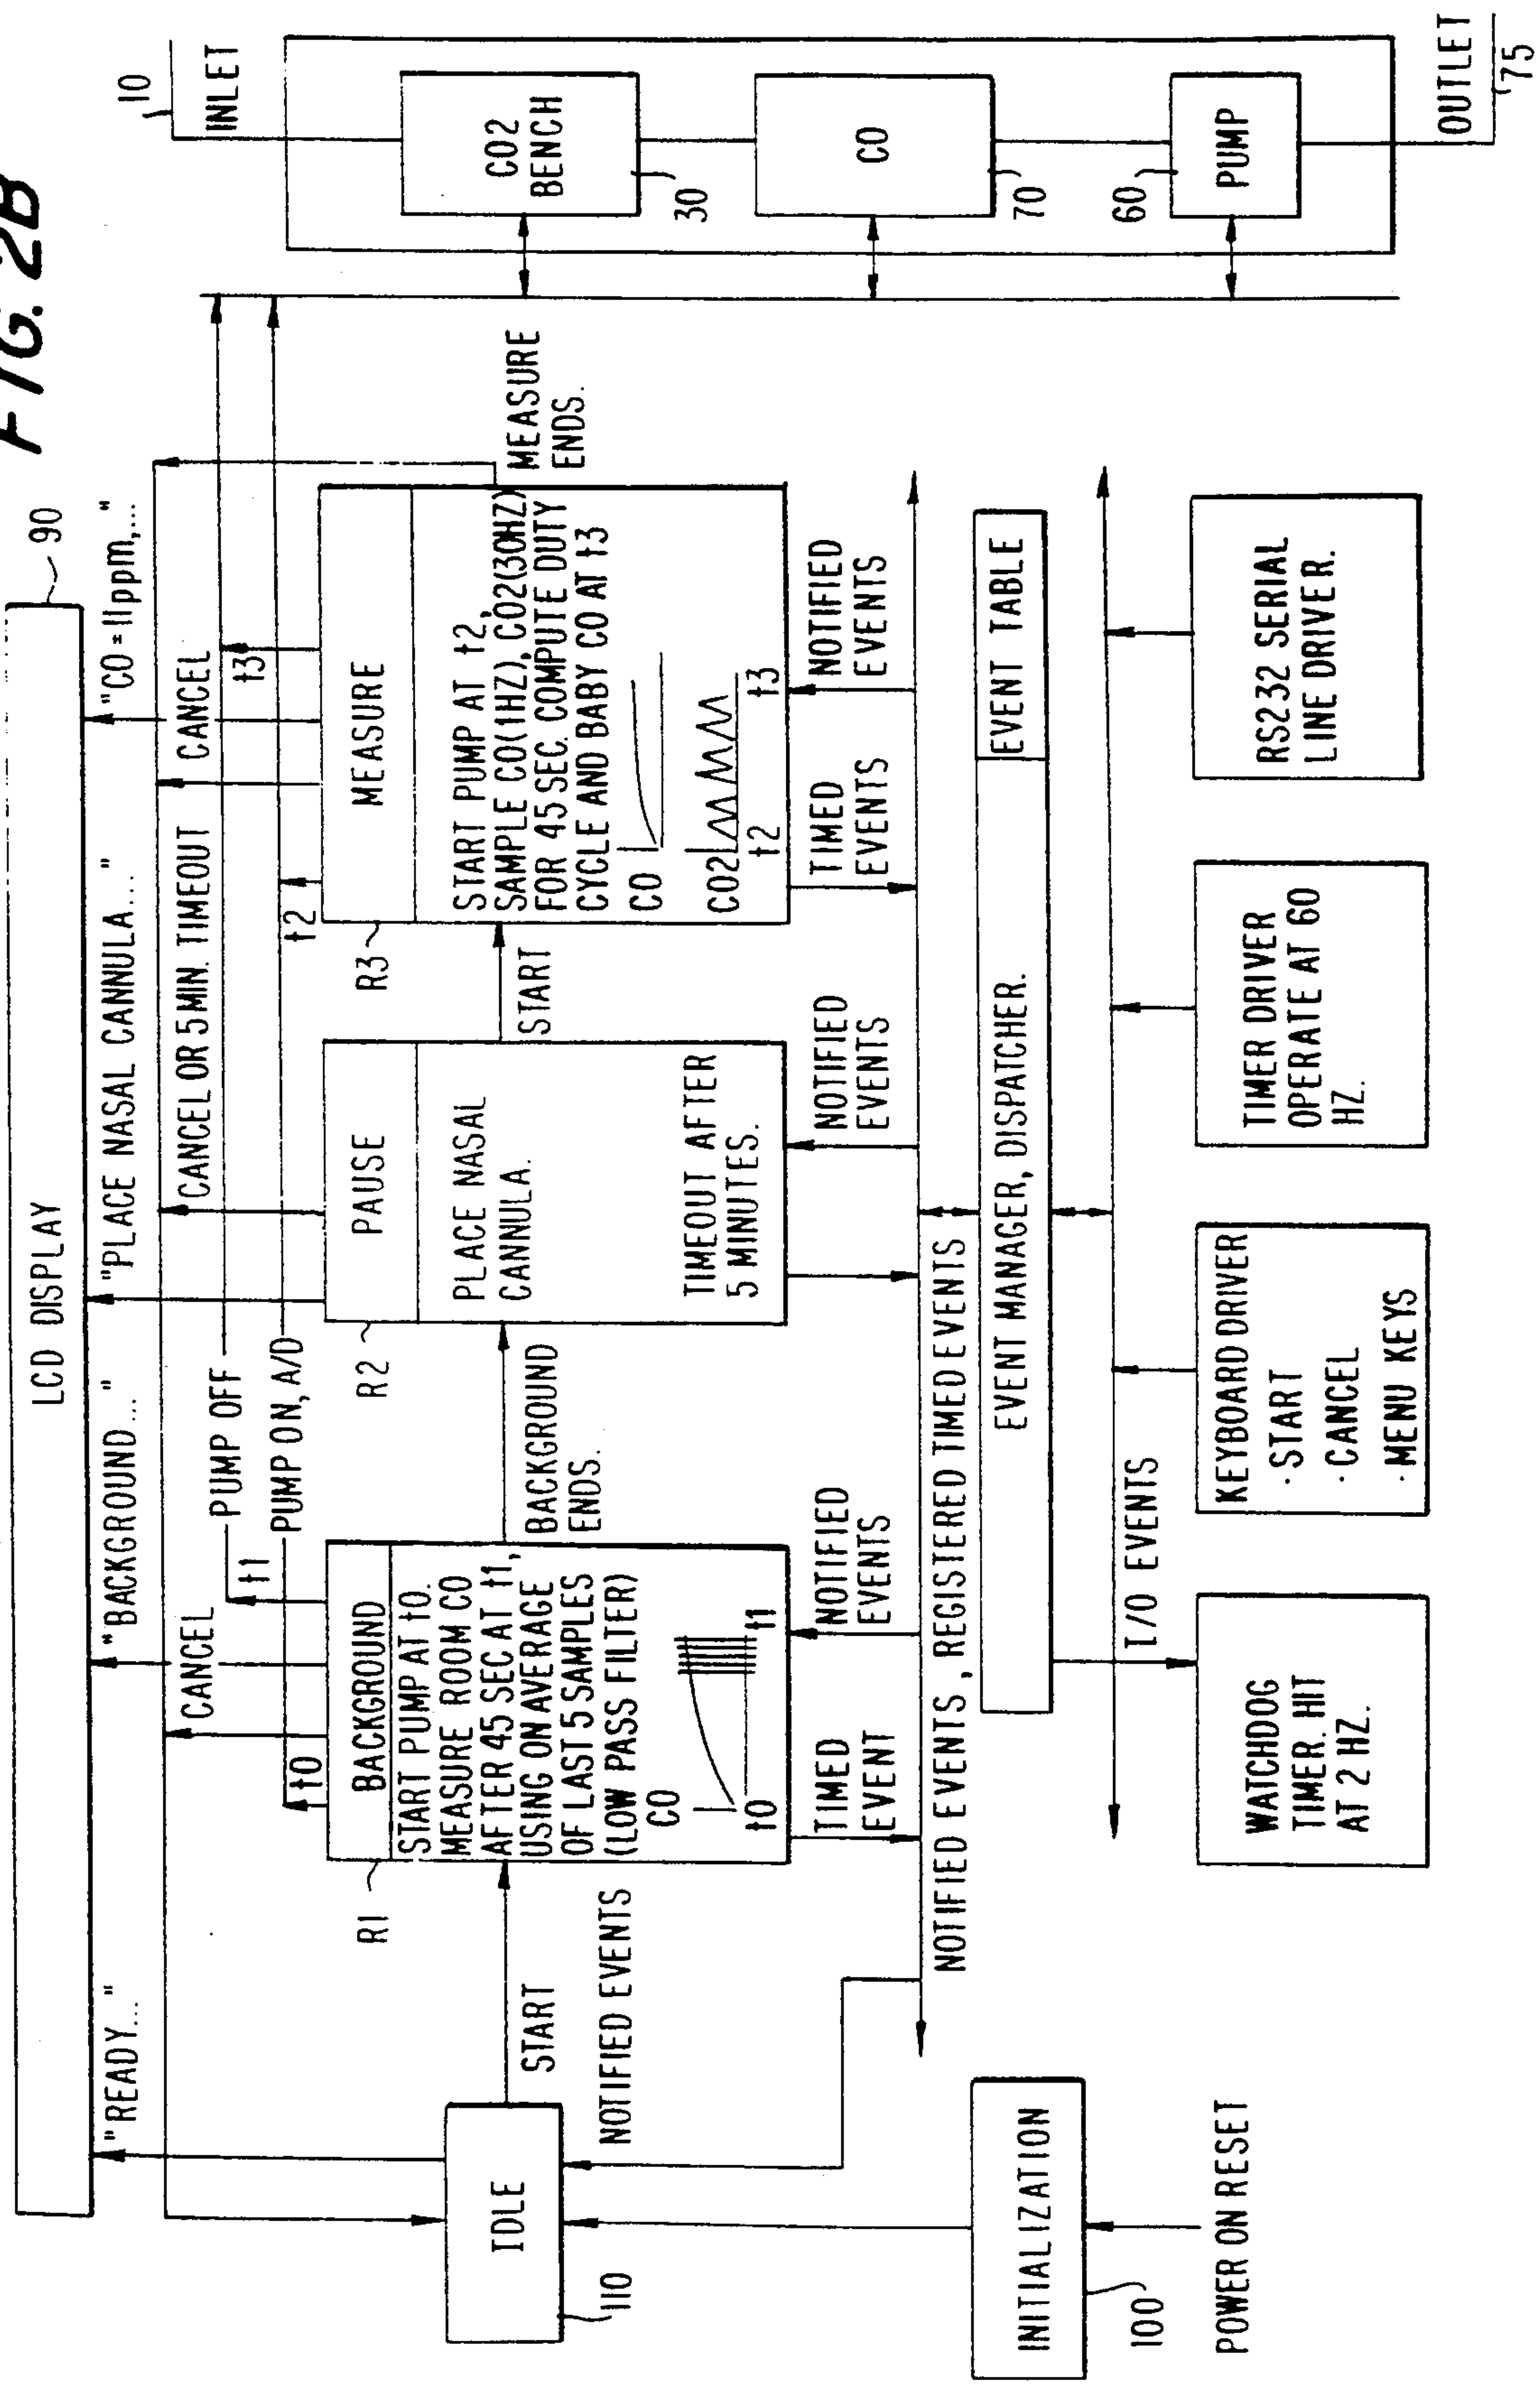 FIG. 2B
LCD DISPLAY
90
"READY..."
"BACKGROUND..."
"PLACE NASAL CANNULA..."
"CO=11ppm,..."
CANCEL
CANCEL OR 5 MIN. TIMEOUT
CANCEL
PUMP OFF
t1
t3
PUMP ON, A/D
t0
t2
10
INLET
CO2
BENCH
30
CO
70
60
PUMP
OUTLET
75
IDLE
110
START
NOTIFIED EVENTS
R1
BACKGROUND
START PUMP AT t0.
MEASURE ROOM CO
AFTER 45 SEC AT t1,
USING ON AVERAGE
OF LAST 5 SAMPLES
(LOW PASS FILTER)
CO
t0
t1
BACKGROUND
ENDS.
R2
PAUSE
PLACE NASAL
CANNULA.
TIMEOUT AFTER
5 MINUTES.
START
R3
MEASURE
START PUMP AT t2,
SAMPLE CO(1HZ), CO2(30HZ)
FOR 45 SEC. COMPUTE DUTY
CYCLE AND BABY CO AT t3
CO
CO2
t2
t3
MEASURE
ENDS.
TIMED
EVENT
NOTIFIED
EVENTS
NOTIFIED
EVENTS
TIMED
EVENTS
NOTIFIED
EVENTS
NOTIFIED EVENTS, REGISTERED TIMED EVENTS
EVENT MANAGER, DISPATCHER.
EVENT TABLE
INITIALIZATION
100
POWER ON RESET
I/O EVENTS
WATCHDOG
TIMER. HIT
AT 2 HZ.
KEYBOARD DRIVER
· START
· CANCEL
· MENU KEYS
TIMER DRIVER
OPERATE AT 60
HZ.
RS232 SERIAL
LINE DRIVER.